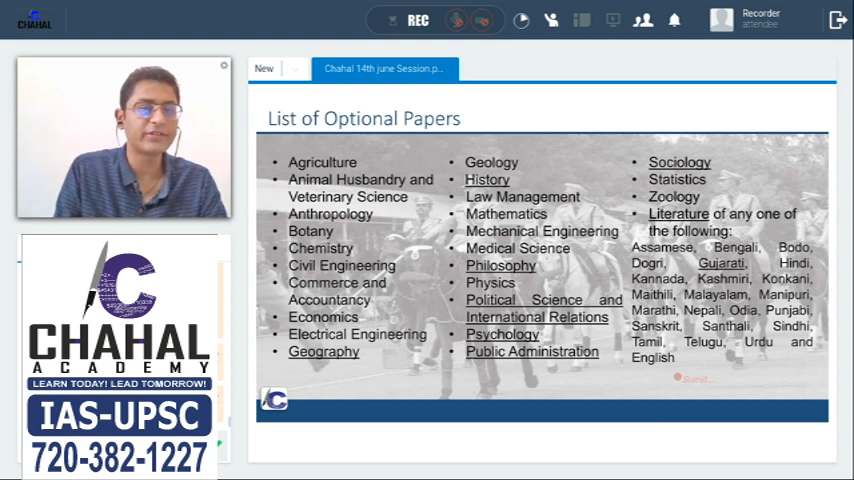 CHAHAL
REC
Recorder
attendee
New
Chahal 14th june Session.p...
List of Optional Papers
• Agriculture
• Animal Husbandry and
Veterinary Science
• Anthropology
• Botany
• Chemistry
• Civil Engineering
• Commerce and
Accountancy
• Economics
• Electrical Engineering
• Geography
• Geology
• History
• Law Management
• Mathematics
• Mechanical Engineering
• Medical Science
• Philosophy
• Physics
• Political Science and
International Relations
• Psychology
• Public Administration
• Sociology
• Statistics
• Zoology
• Literature of any one of
the following:
Assamese, Bengali, Bodo,
Dogri, Gujarati, Hindi,
Kannada, Kashmiri, Konkani,
Maithili, Malayalam, Manipuri,
Marathi, Nepali, Odia, Punjabi,
Sanskrit, Santhali, Sindhi,
Tamil, Telugu, Urdu and
English
Sumit...
CHAHAL
ACADEMY
LEARN TODAY! LEAD TOMORROW!
IAS-UPSC
720-382-1227